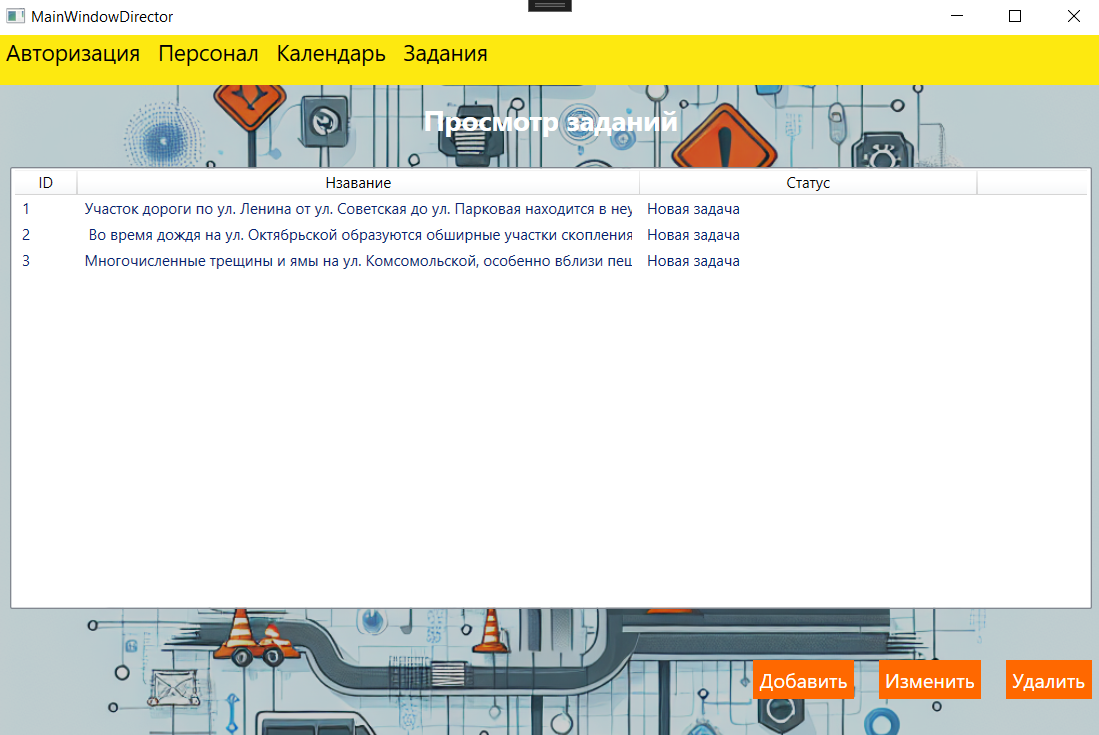 MainWindowDirector
Авторизация Персонал Календарь Задания
Просмотр заданий
ID Нзавание Статус
1 Участок дороги по ул. Ленина от ул. Советская до ул. Парковая находится в неу Новая задача
2 Во время дождя на ул. Октябрьской образуются обширные участки скопления Новая задача
3 Многочисленные трещины и ямы на ул. Комсомольской, особенно вблизи пеш Новая задача
Добавить Изменить Удалить